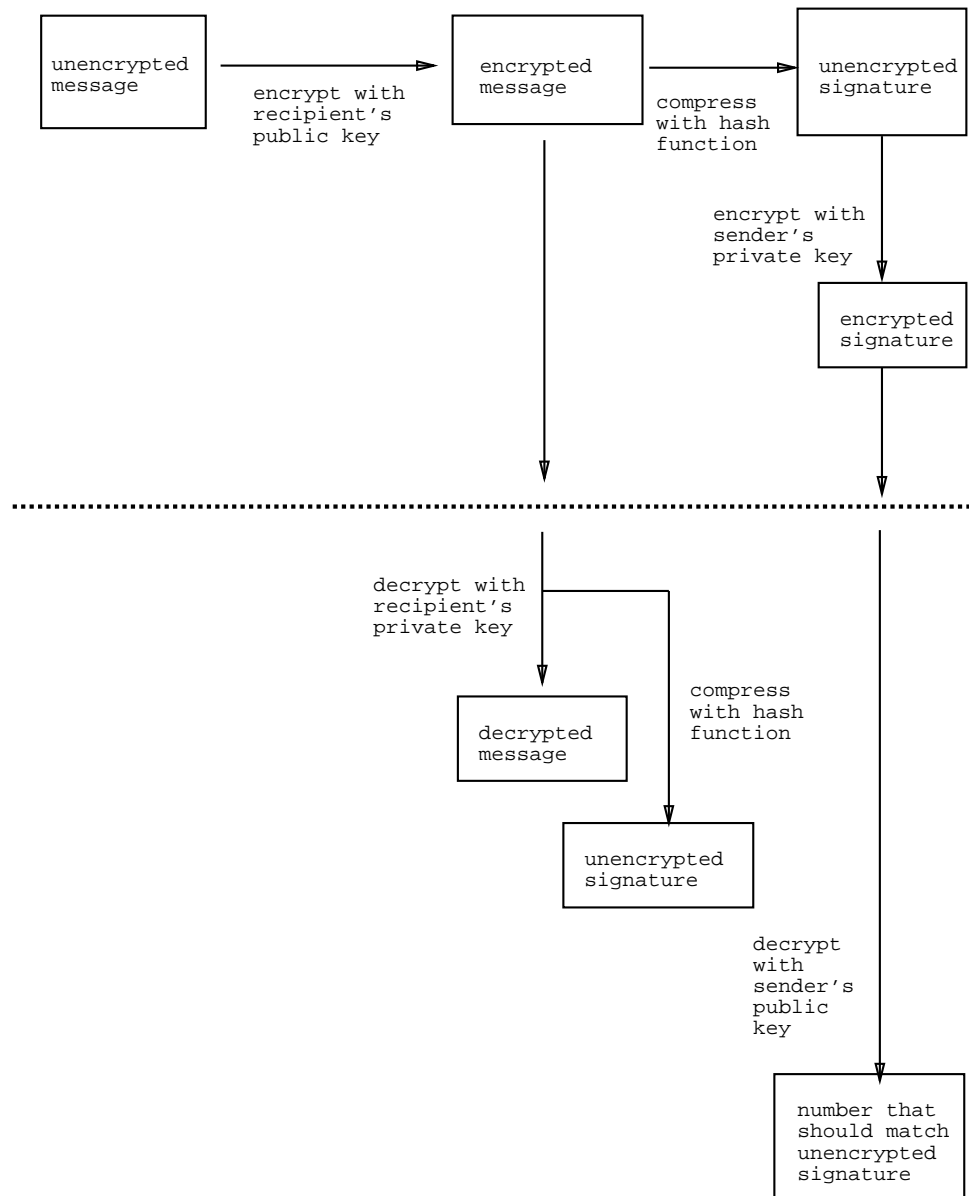 unencrypted
message
encrypt with
recipient's
public key
encrypted
message
compress
with hash
function
unencrypted
signature
encrypt with
sender's
private key
encrypted
signature
decrypt with
recipient's
private key
decrypted
message
compress
with hash
function
unencrypted
signature
decrypt
with
sender's
public
key
number that
should match
unencrypted
signature